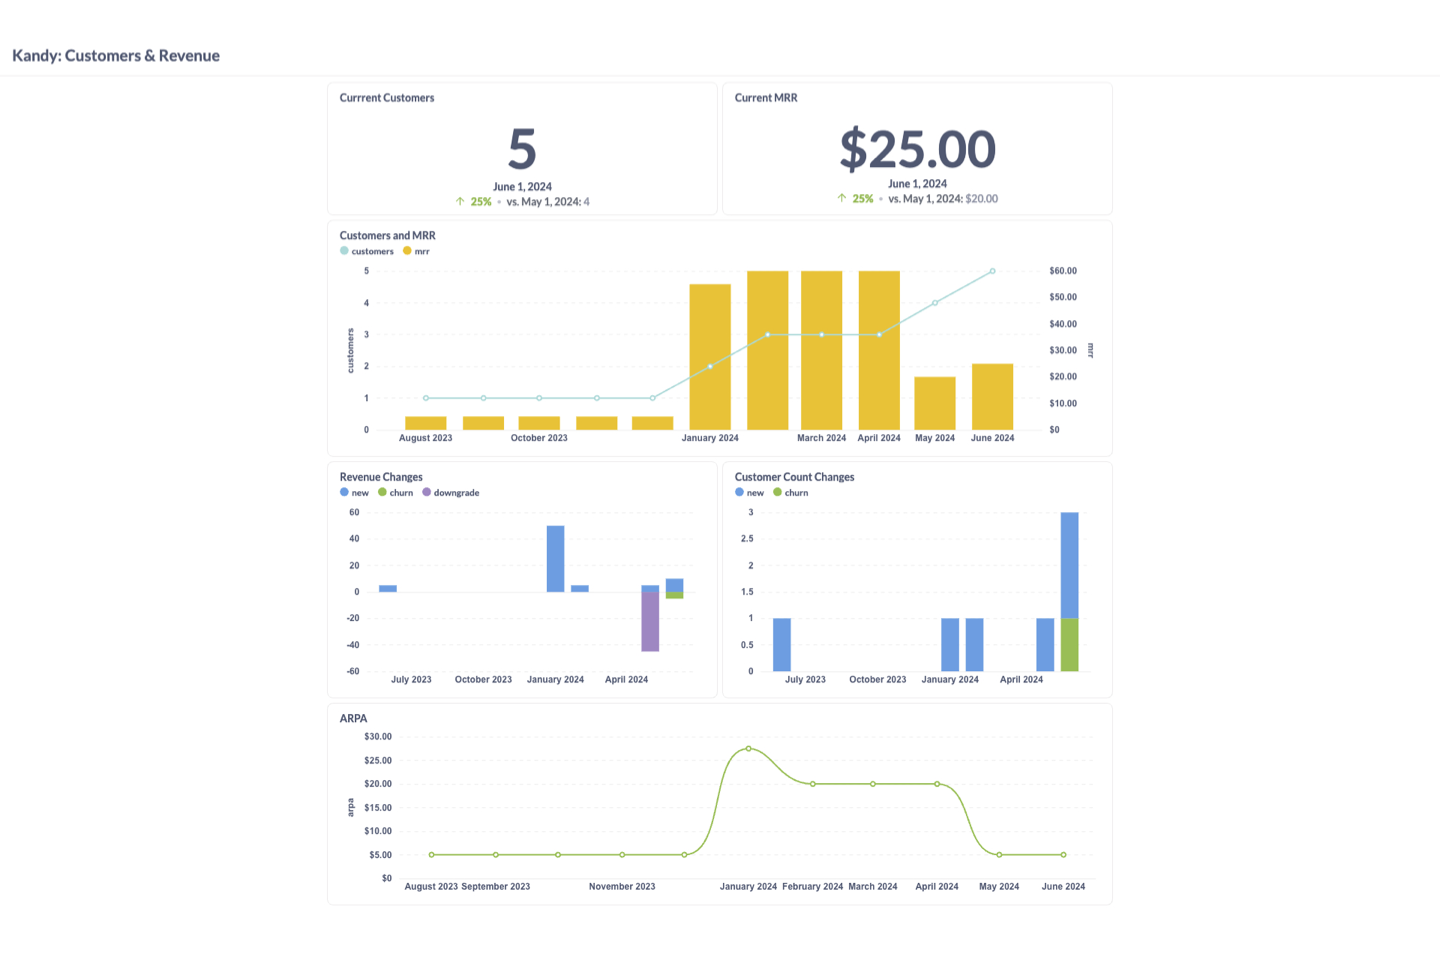 Kandy: Customers & Revenue
Currrent Customers
5
June 1, 2024
↑ 25% • vs. May 1, 2024: 4
Current MRR
$25.00
June 1, 2024
↑ 25% • vs. May 1, 2024: $20.00
Customers and MRR
customers mrr
5
4
3
2
1
0
customers
$60.00
$50.00
$40.00
$30.00
$20.00
$10.00
$0
mrr
August 2023 October 2023 January 2024 March 2024 April 2024 May 2024 June 2024
Revenue Changes
new churn downgrade
60
40
20
0
-20
-40
-60
July 2023 October 2023 January 2024 April 2024
Customer Count Changes
new churn
3
2.5
2
1.5
1
0.5
0
July 2023 October 2023 January 2024 April 2024
ARPA
$30.00
$25.00
$20.00
$15.00
$10.00
$5.00
$0
arpa
August 2023 September 2023 November 2023 January 2024 February 2024 March 2024 April 2024 May 2024 June 2024